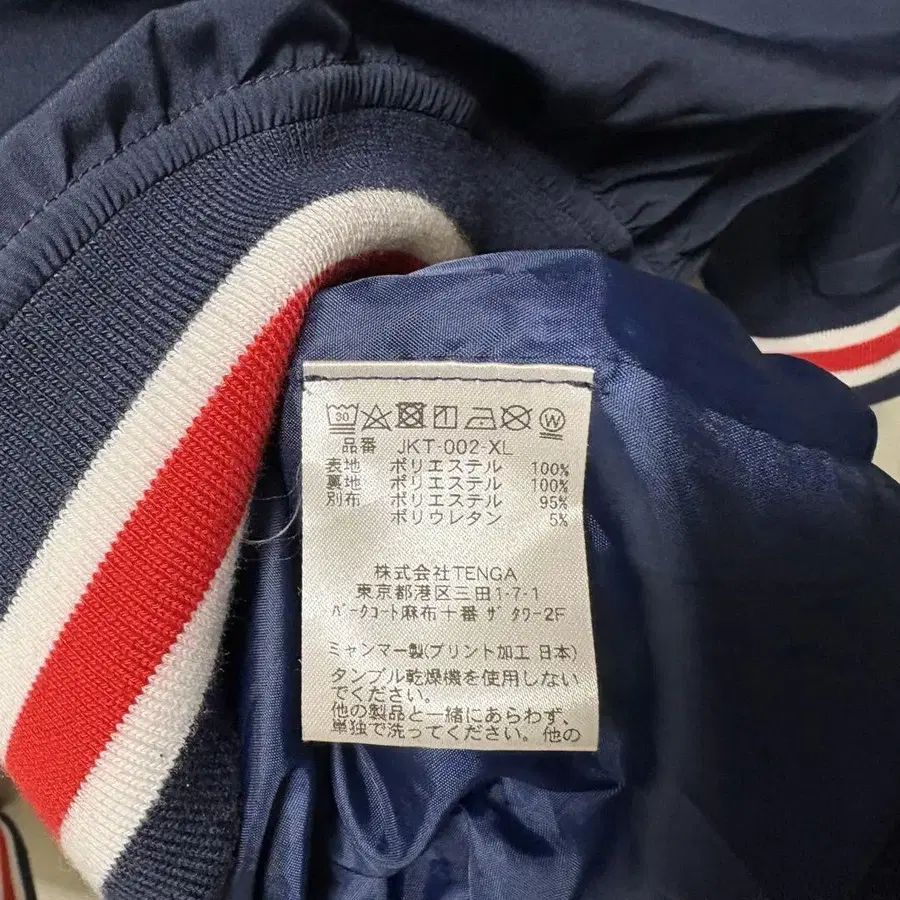 30 W
品番 JKT-002-XL
表地 ポリエステル 100%
裏地 ポリエステル 100%
別布 ポリエステル 95%
ポリウレタン 5%
株式会社TENGA
東京都港区三田1-7-1
パークコート麻布十番 ザ タワー2F
ミャンマー製(プリント加工 日本)
タンブル乾燥機を使用しない
でください。
他の製品と一緒にあらわず、
単独で洗ってください。他の